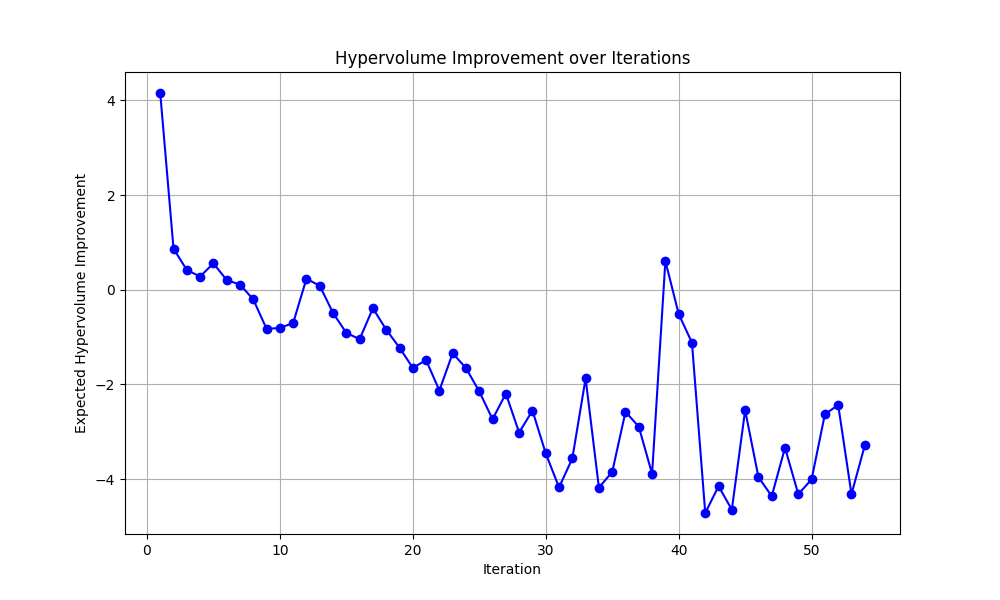 Hypervolume Improvement over Iterations
Expected Hypervolume Improvement
4
2
0
−2
−4
0 10 20 30 40 50
Iteration